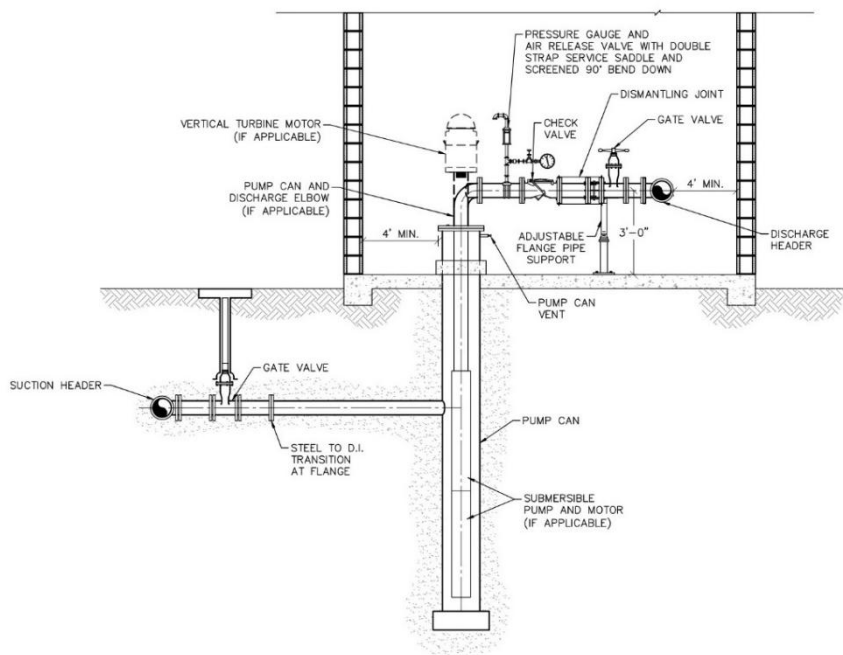 PRESSURE GAUGE AND
AIR RELEASE VALVE WITH DOUBLE
STRAP SERVICE SADDLE AND
SCREENED 90° BEND DOWN
DISMANTLING JOINT
VERTICAL TURBINE MOTOR
(IF APPLICABLE)
CHECK
VALVE
GATE VALVE
PUMP CAN AND
DISCHARGE ELBOW
(IF APPLICABLE)
4' MIN.
4' MIN.
ADJUSTABLE
FLANGE PIPE
SUPPORT
3'-0"
DISCHARGE
HEADER
PUMP CAN
VENT
GATE VALVE
SUCTION HEADER
STEEL TO D.I.
TRANSITION
AT FLANGE
PUMP CAN
SUBMERSIBLE
PUMP AND MOTOR
(IF APPLICABLE)